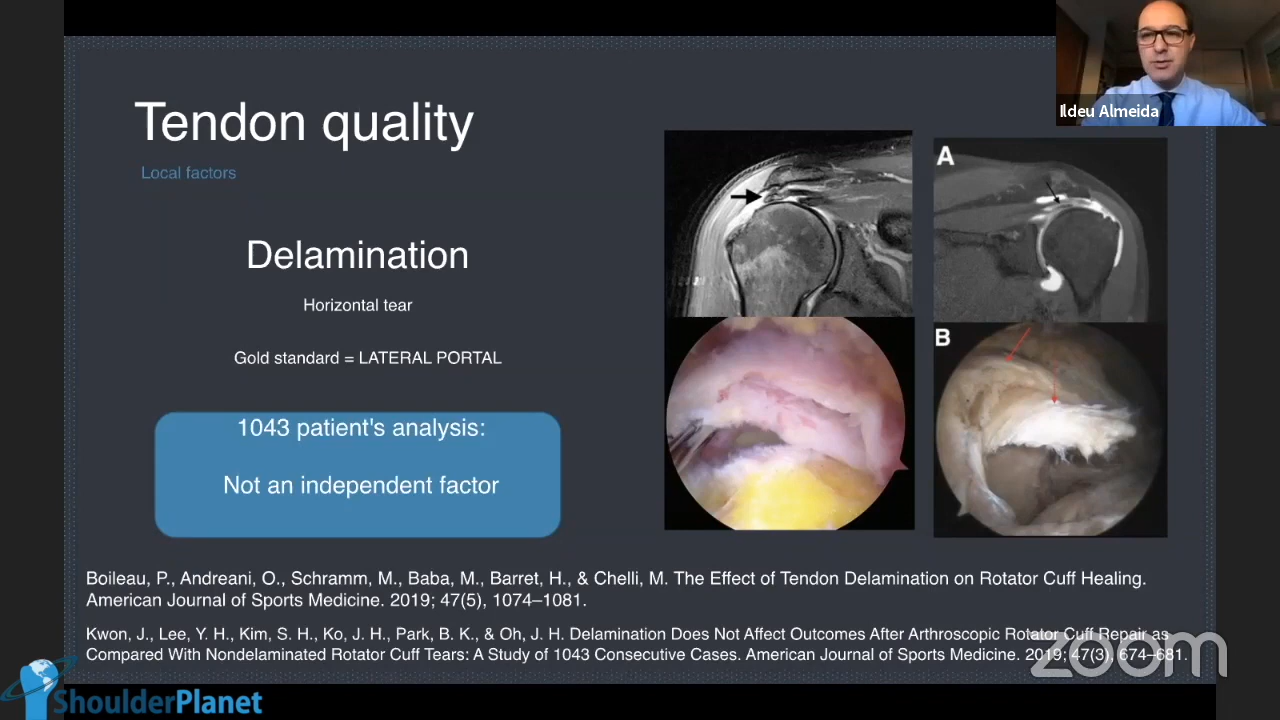 Tendon quality
Local factors
Delamination
Horizontal tear
Gold standard = LATERAL PORTAL
1043 patient's analysis:
Not an independent factor
A
B
Ildeu Almeida
Boileau, P., Andreani, O., Schramm, M., Baba, M., Barret, H., & Chelli, M. The Effect of Tendon Delamination on Rotator Cuff Healing.
American Journal of Sports Medicine. 2019; 47(5), 1074–1081.
Kwon, J., Lee, Y. H., Kim, S. H., Ko, J. H., Park, B. K., & Oh, J. H. Delamination Does Not Affect Outcomes After Arthroscopic Rotator Cuff Repair as
Compared With Nondelaminated Rotator Cuff Tears: A Study of 1043 Consecutive Cases. American Journal of Sports Medicine. 2019; 47(3), 674–681.
zoom
ShoulderPlanet